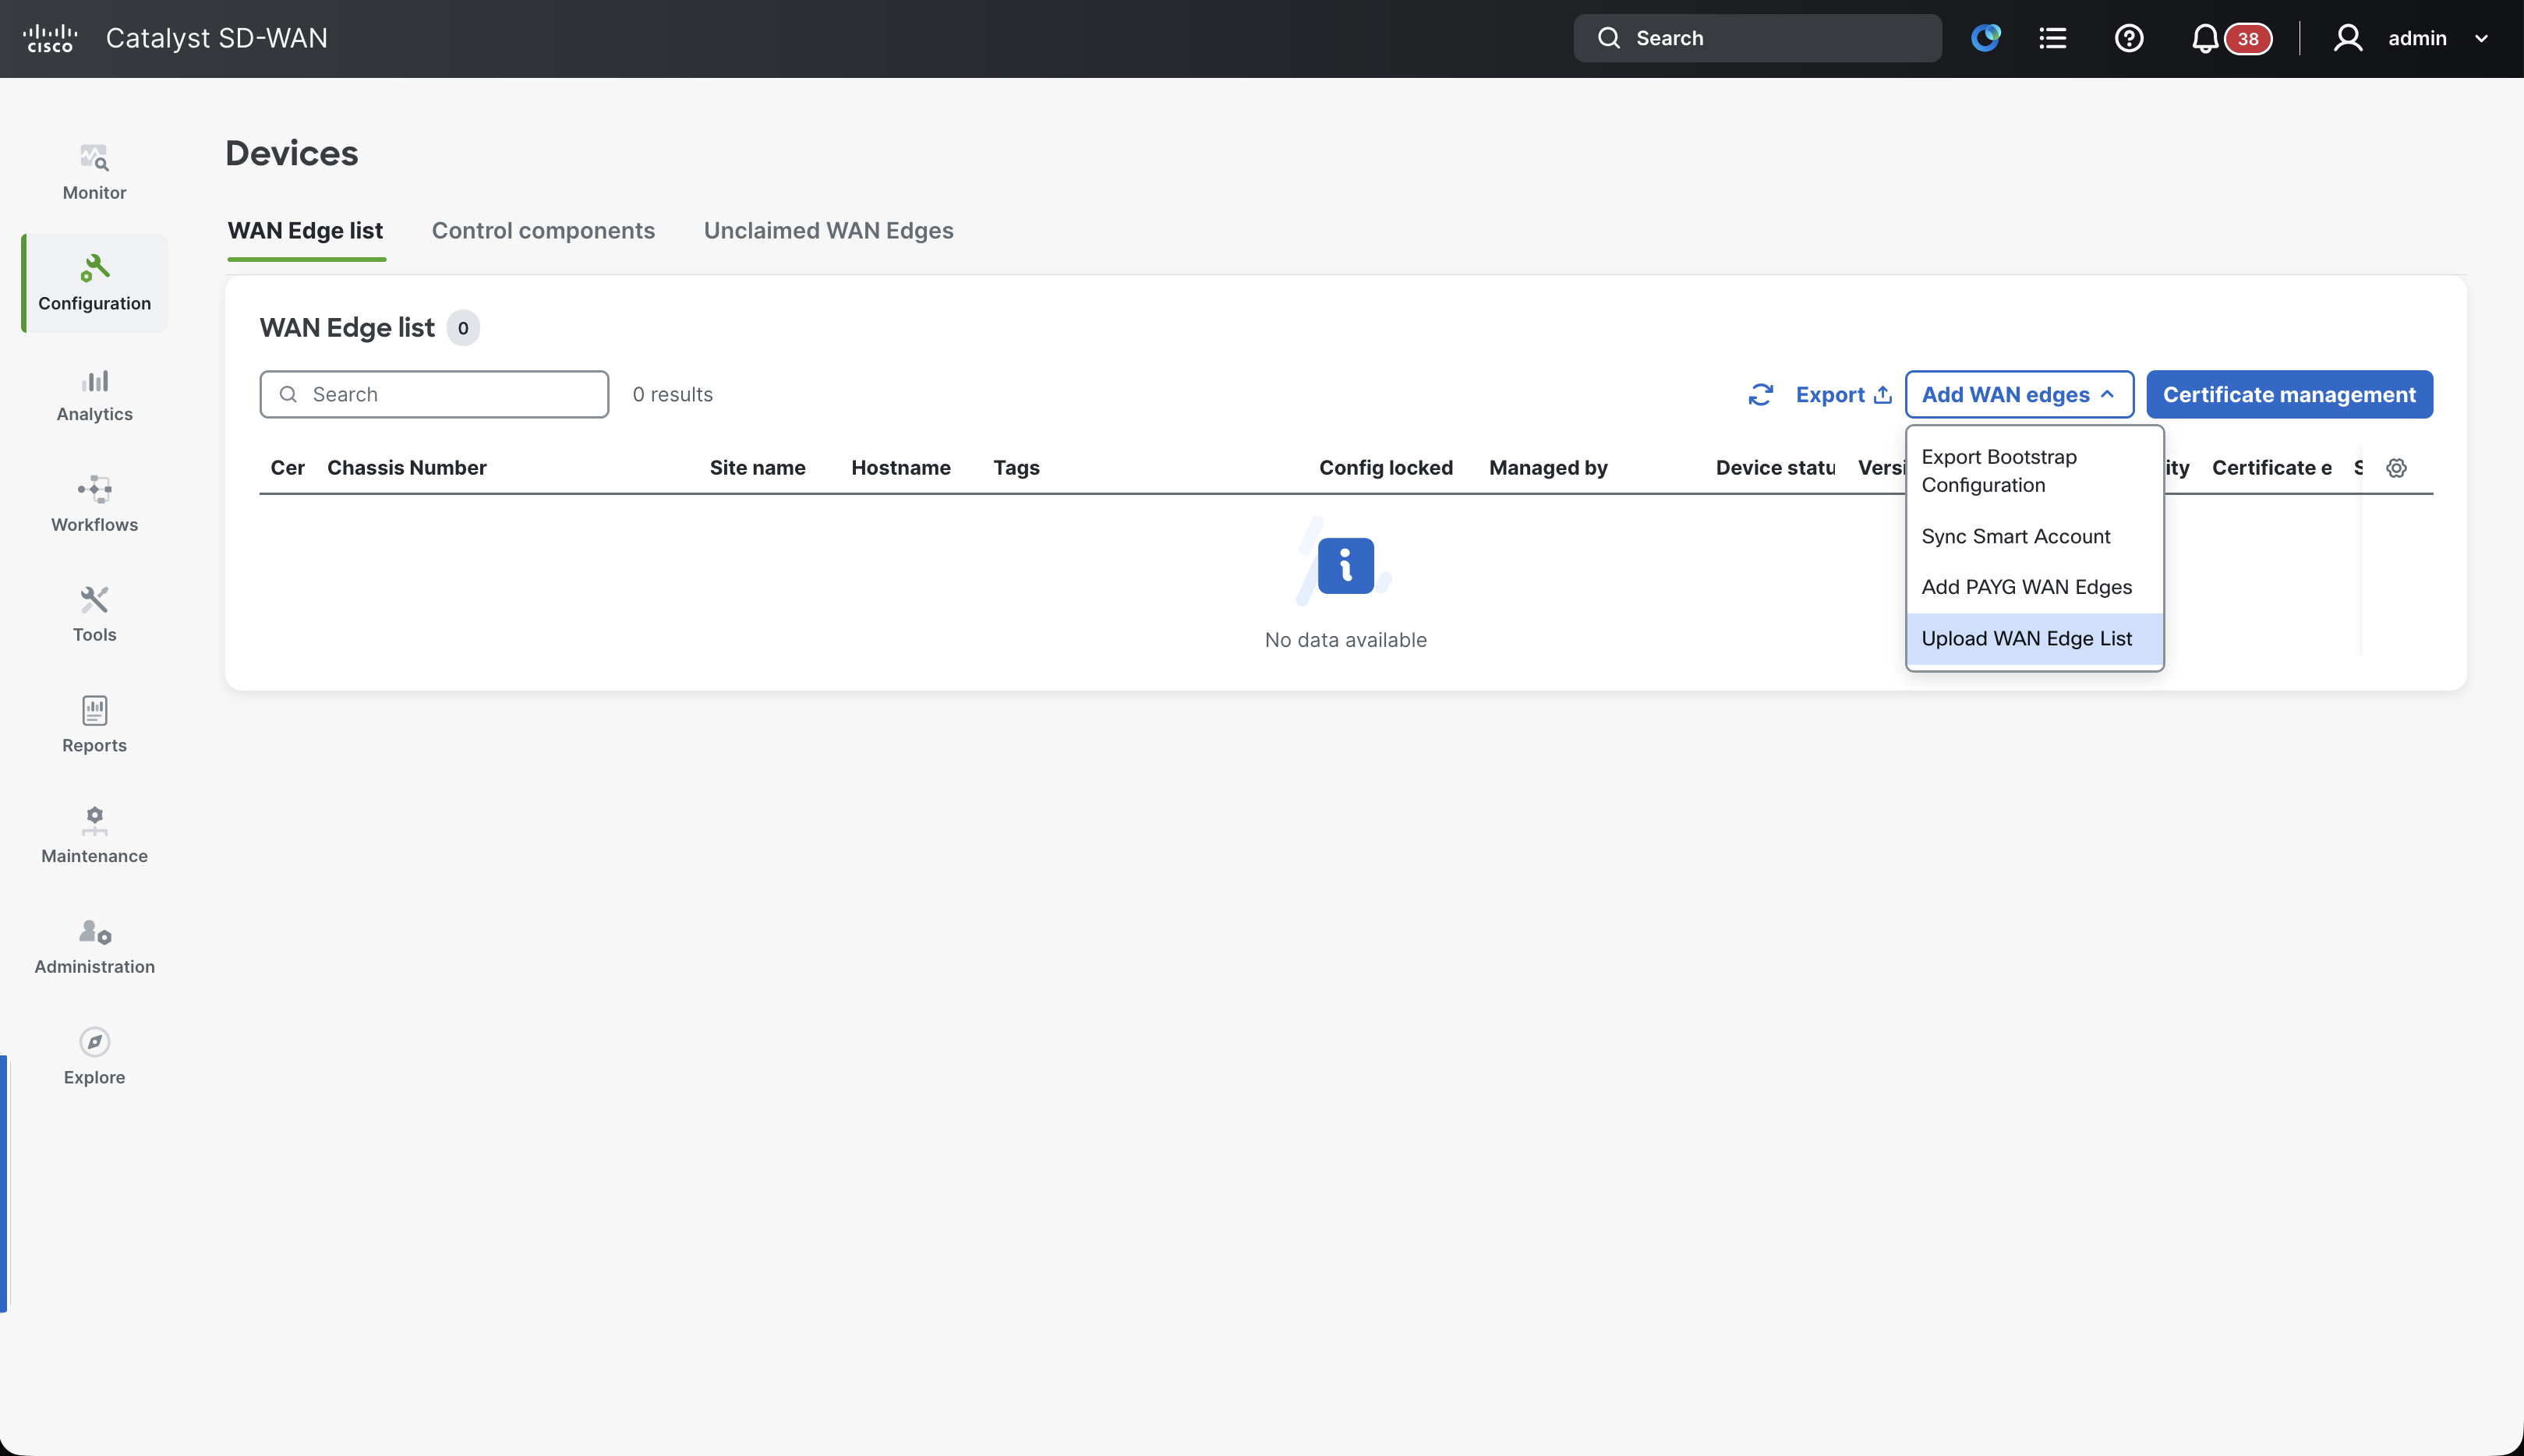 CISCO
Catalyst SD-WAN
Search
38
admin
Monitor
Configuration
Analytics
Workflows
Tools
Reports
Maintenance
Administration
Explore
Devices
WAN Edge list
Control components
Unclaimed WAN Edges
WAN Edge list 0
Search
0 results
Export
Add WAN edges
Certificate management
Cer
Chassis Number
Site name
Hostname
Tags
Config locked
Managed by
Device statu
Versi
ity
Certificate e
S
Export Bootstrap
Configuration
Sync Smart Account
Add PAYG WAN Edges
Upload WAN Edge List
No data available